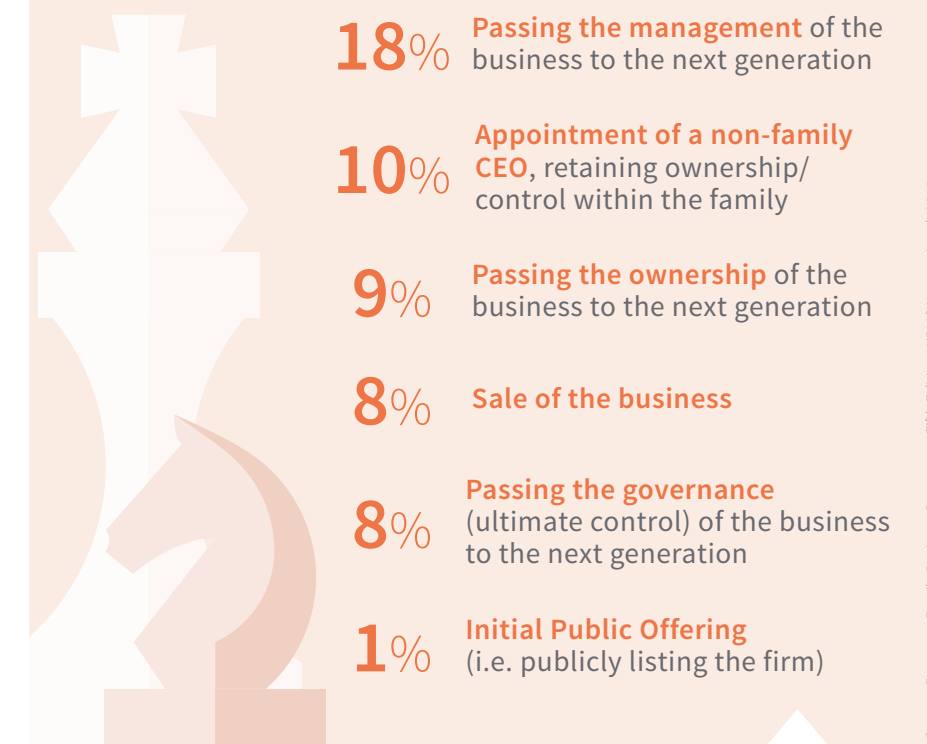 18% Passing the management of the
business to the next generation
10% Appointment of a non-family
CEO, retaining ownership/
control within the family
9% Passing the ownership of the
business to the next generation
8% Sale of the business
8% Passing the governance
(ultimate control) of the business
to the next generation
1% Initial Public Offering
(i.e. publicly listing the firm)